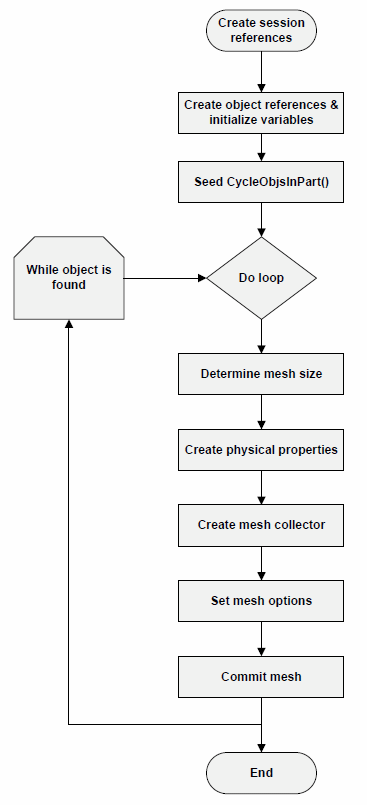 Create session
references
Create object references &
initialize variables
Seed CycleObjsInPart()
While object is
found
Do loop
Determine mesh size
Create physical properties
Create mesh collector
Set mesh options
Commit mesh
End